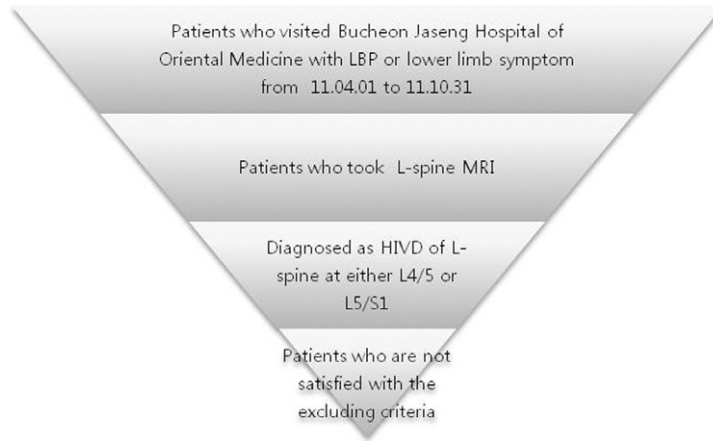 Patients who visited Bucheon Jaseng Hospital of
Oriental Medicine with LBP or lower limb symptom
from 11.04.01 to 11.10.31
Patients who took L-spine MRI
Diagnosed as HIVD of L-
spine at either L4/5 or
L5/S1
Patients who are not
satisfied with the
excluding criteria